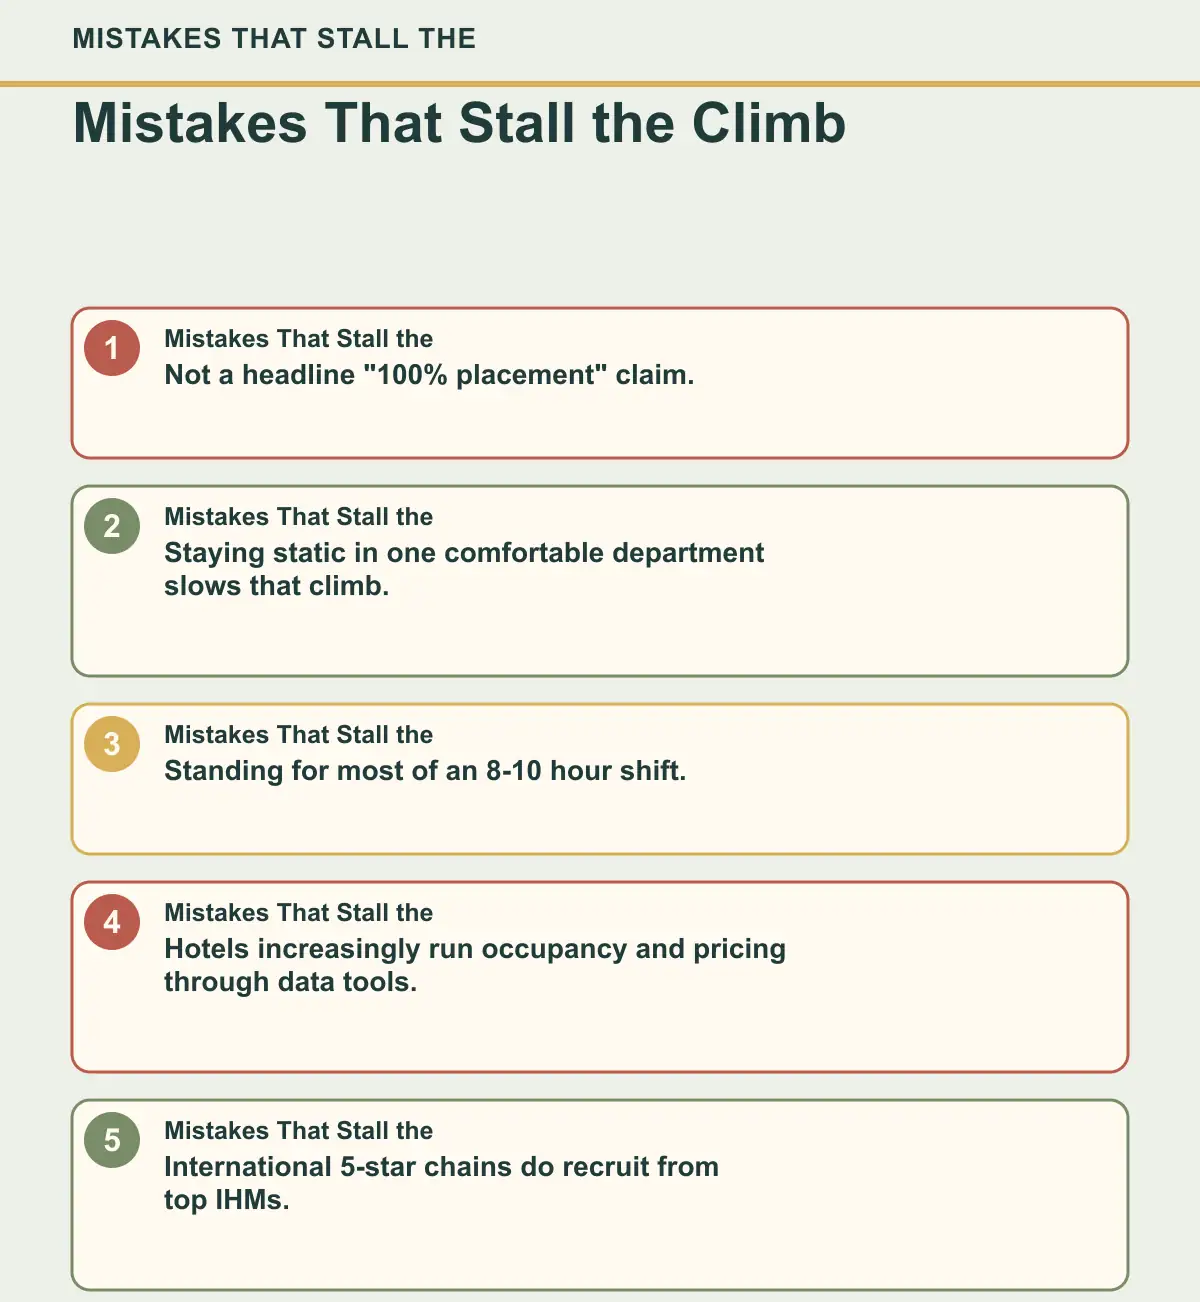 MISTAKES THAT STALL THE
Mistakes That Stall the Climb
1
Mistakes That Stall the
Not a headline "100% placement" claim.
2
Mistakes That Stall the
Staying static in one comfortable department
slows that climb.
3
Mistakes That Stall the
Standing for most of an 8-10 hour shift.
4
Mistakes That Stall the
Hotels increasingly run occupancy and pricing
through data tools.
5
Mistakes That Stall the
International 5-star chains do recruit from
top IHMs.